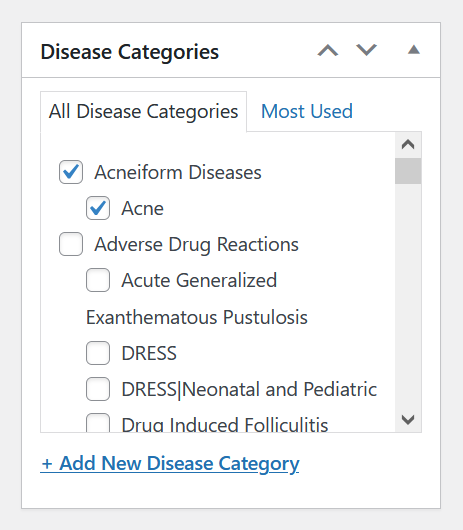 Disease Categories
All Disease Categories
Most Used
Acneiform Diseases
Acne
Adverse Drug Reactions
Acute Generalized
Exanthematous Pustulosis
DRESS
DRESS|Neonatal and Pediatric
Drug Induced Folliculitis
+ Add New Disease Category